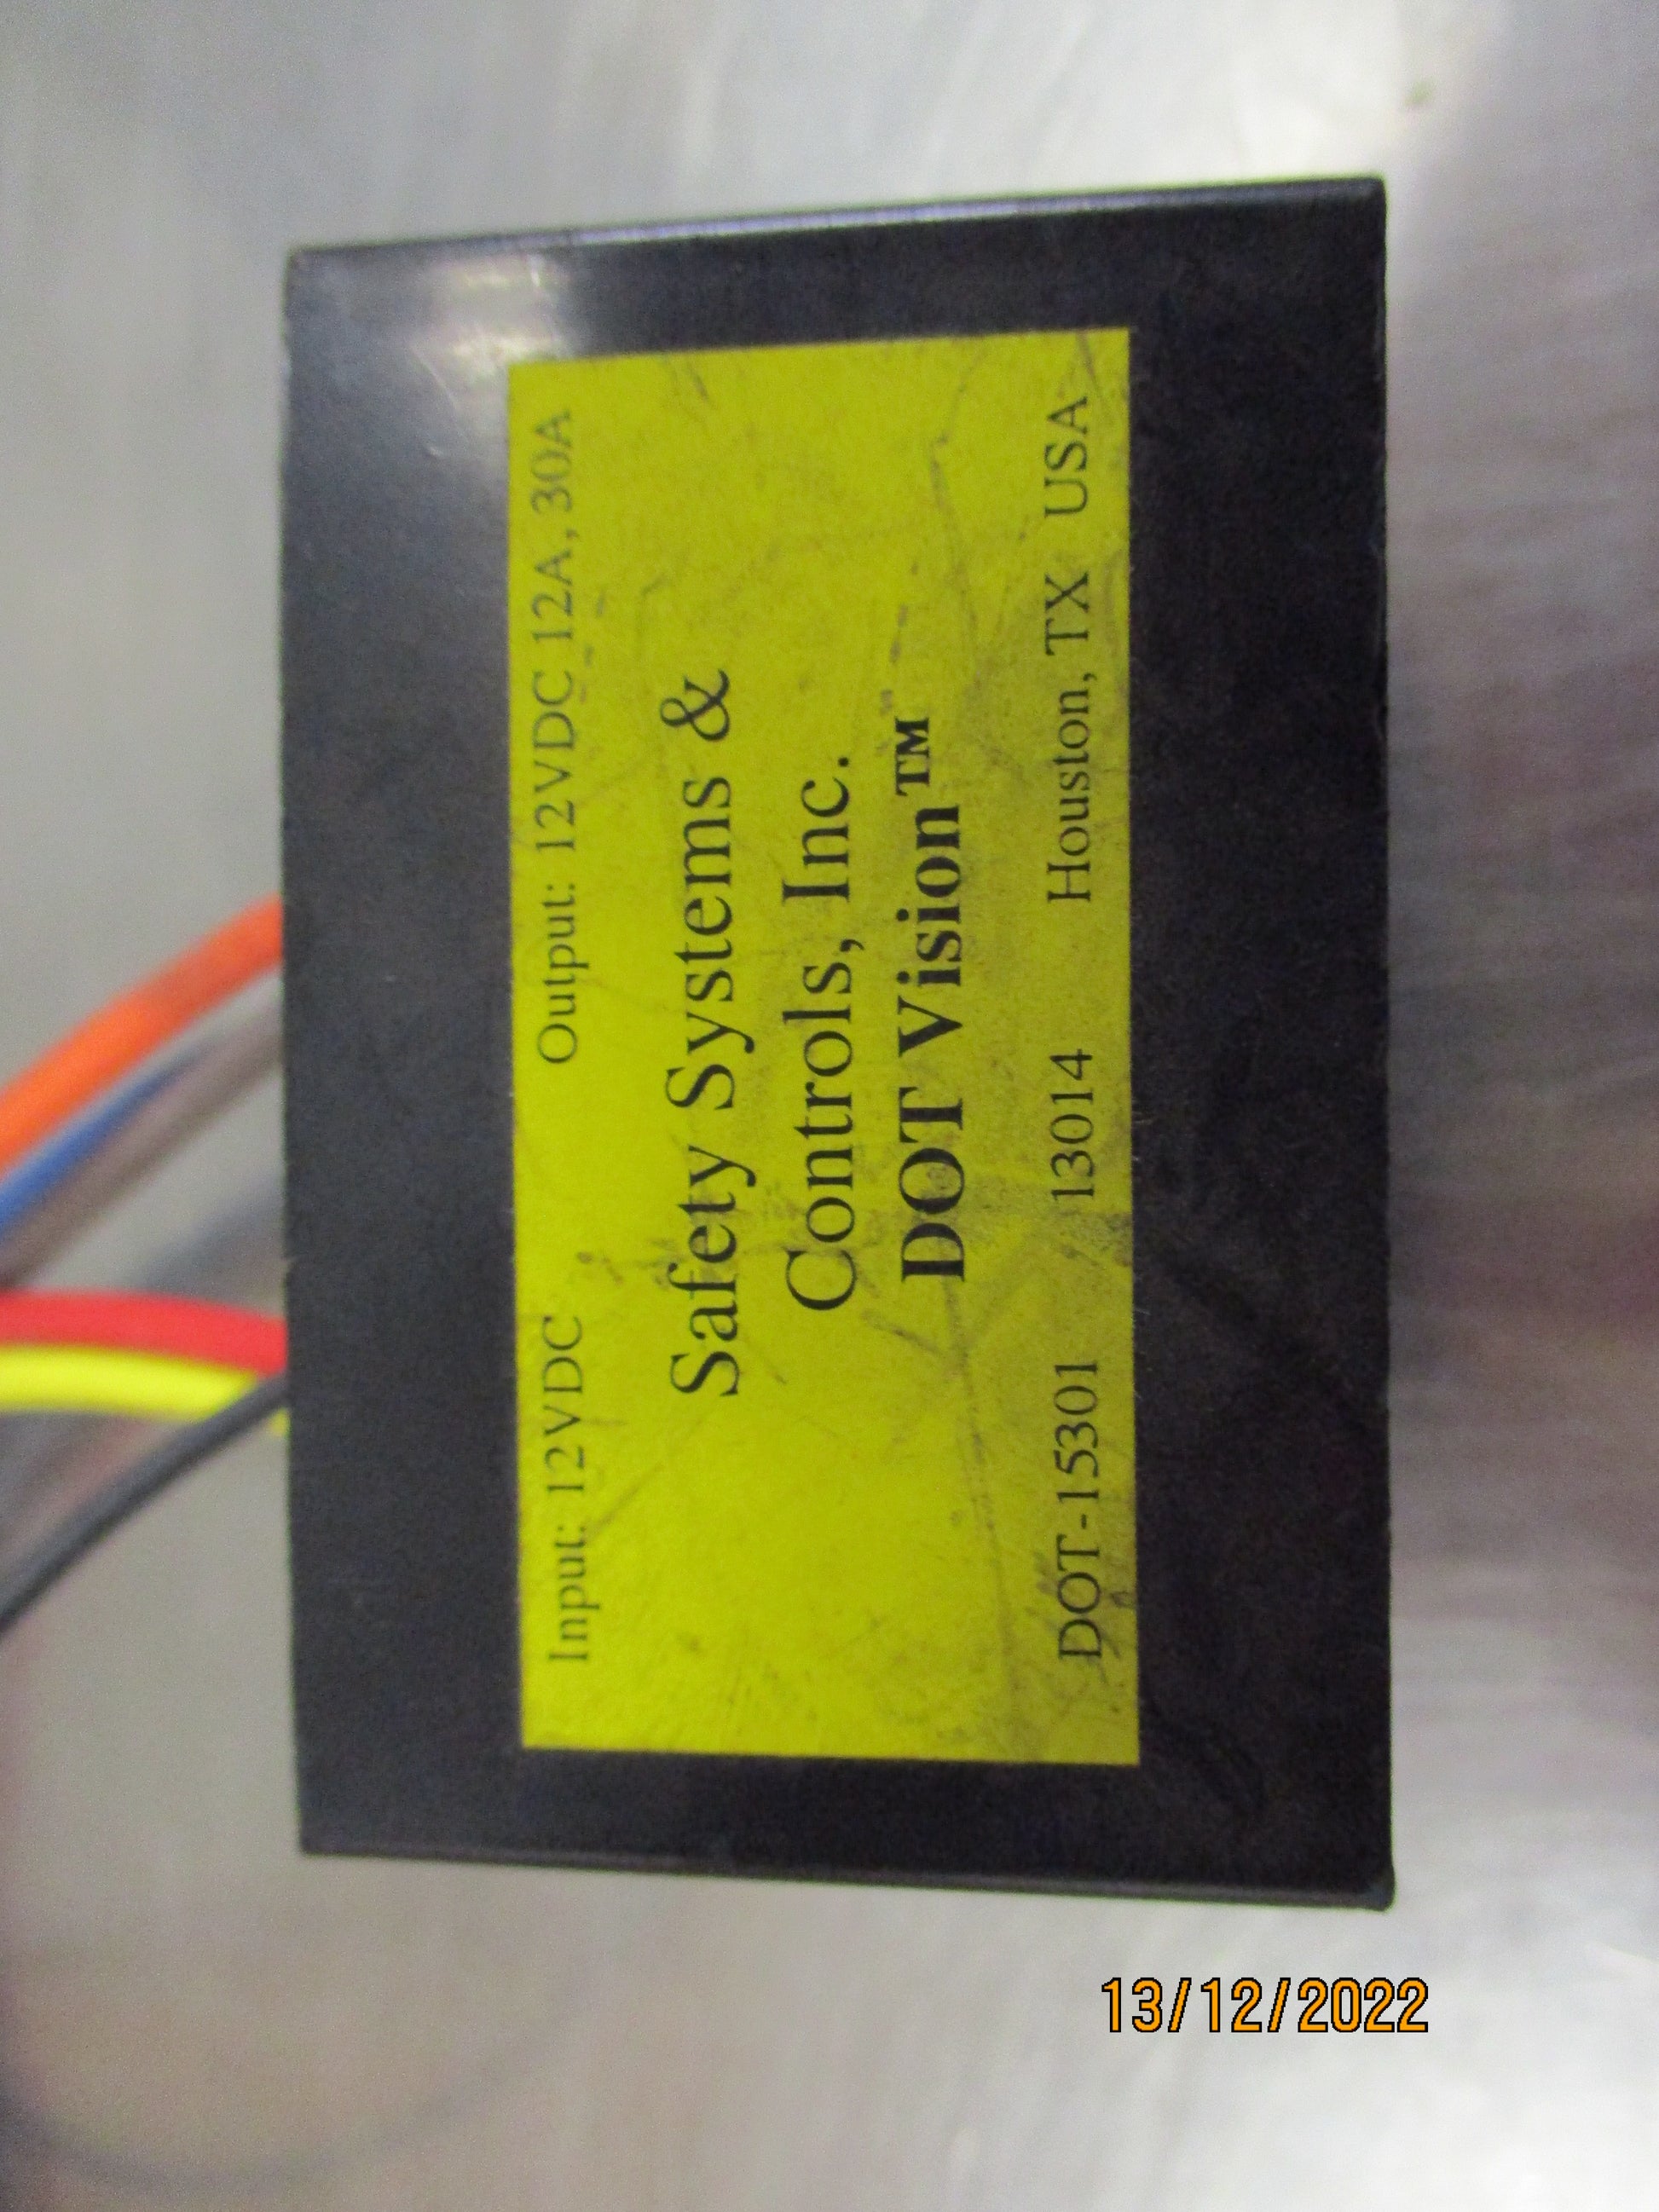 Input: 12VDC Output: 12VDC 12A, 30A
Safety Systems &
Controls, Inc.
DOT Vision™
DOT-15301 13014 Houston, TX USA
13/12/2022